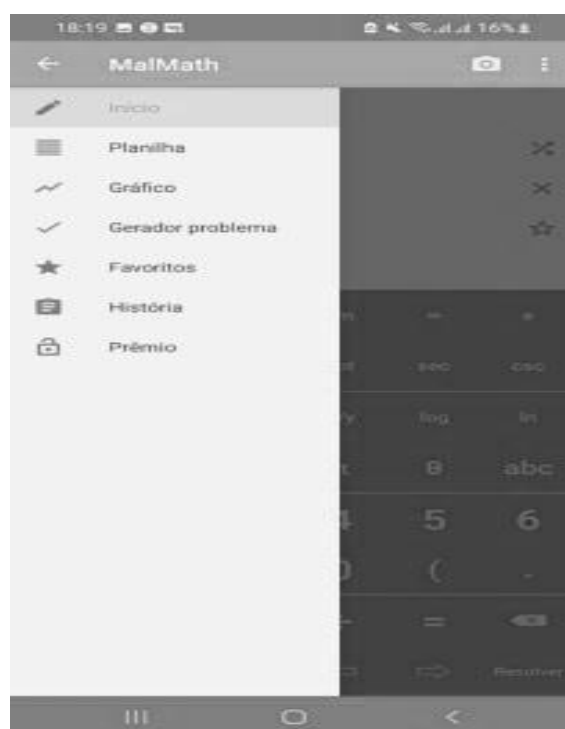 18:19 16%
MalMath
Início
Planilha
Gráfico
Gerador problema
Favoritos
História
Prêmio
sec csc
log ln
θ abc
4 5 6
( .
=
Resolver